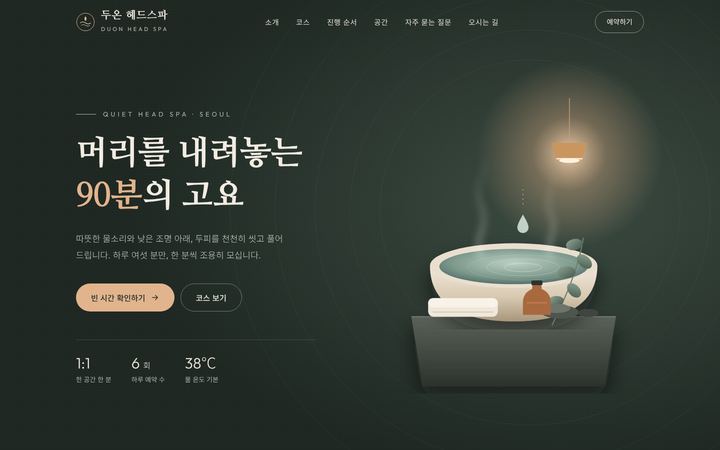 두온 헤드스파
DUON HEAD SPA
소개 코스 진행 순서 공간 자주 묻는 질문 오시는 길
예약하기
QUIET HEAD SPA · SEOUL
머리를 내려놓는
90분의 고요
따뜻한 물소리와 낮은 조명 아래, 두피를 천천히 씻고 풀어
드립니다. 하루 여섯 분만, 한 분씩 조용히 모십니다.
빈 시간 확인하기 →
코스 보기
1:1 6 회 38°C
한 공간 한 분 하루 예약 수 물 온도 기본